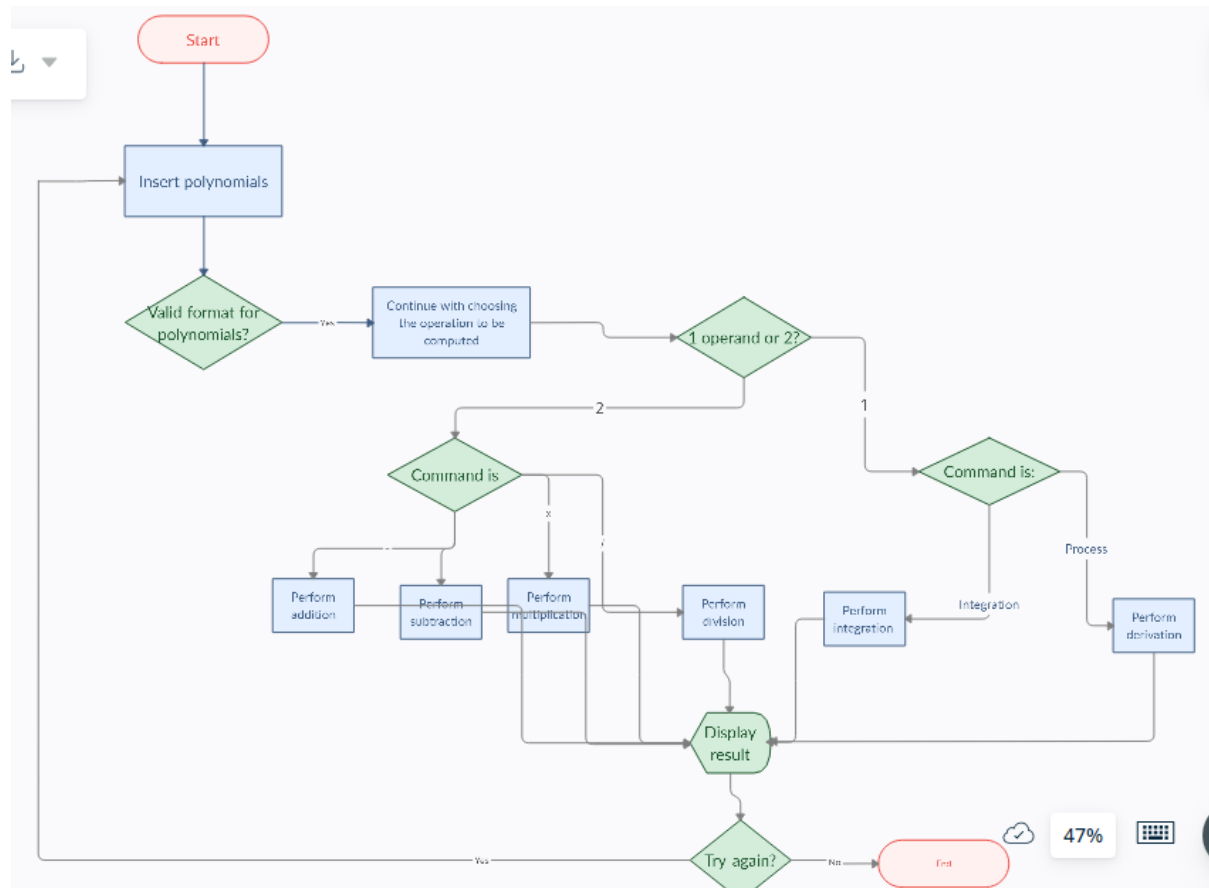 Start
Insert polynomials
Valid format for
polynomials?
Yes
Continue with choosing
the operation to be
computed
1 operand or 2?
2
1
Command is
Command is:
x
-
/
Process
Perform
addition
Perform
subtraction
Perform
multiplication
Perform
division
Perform
integration
Integration
Perform
derivation
Display
result
Try again?
Yes
No
End
47%